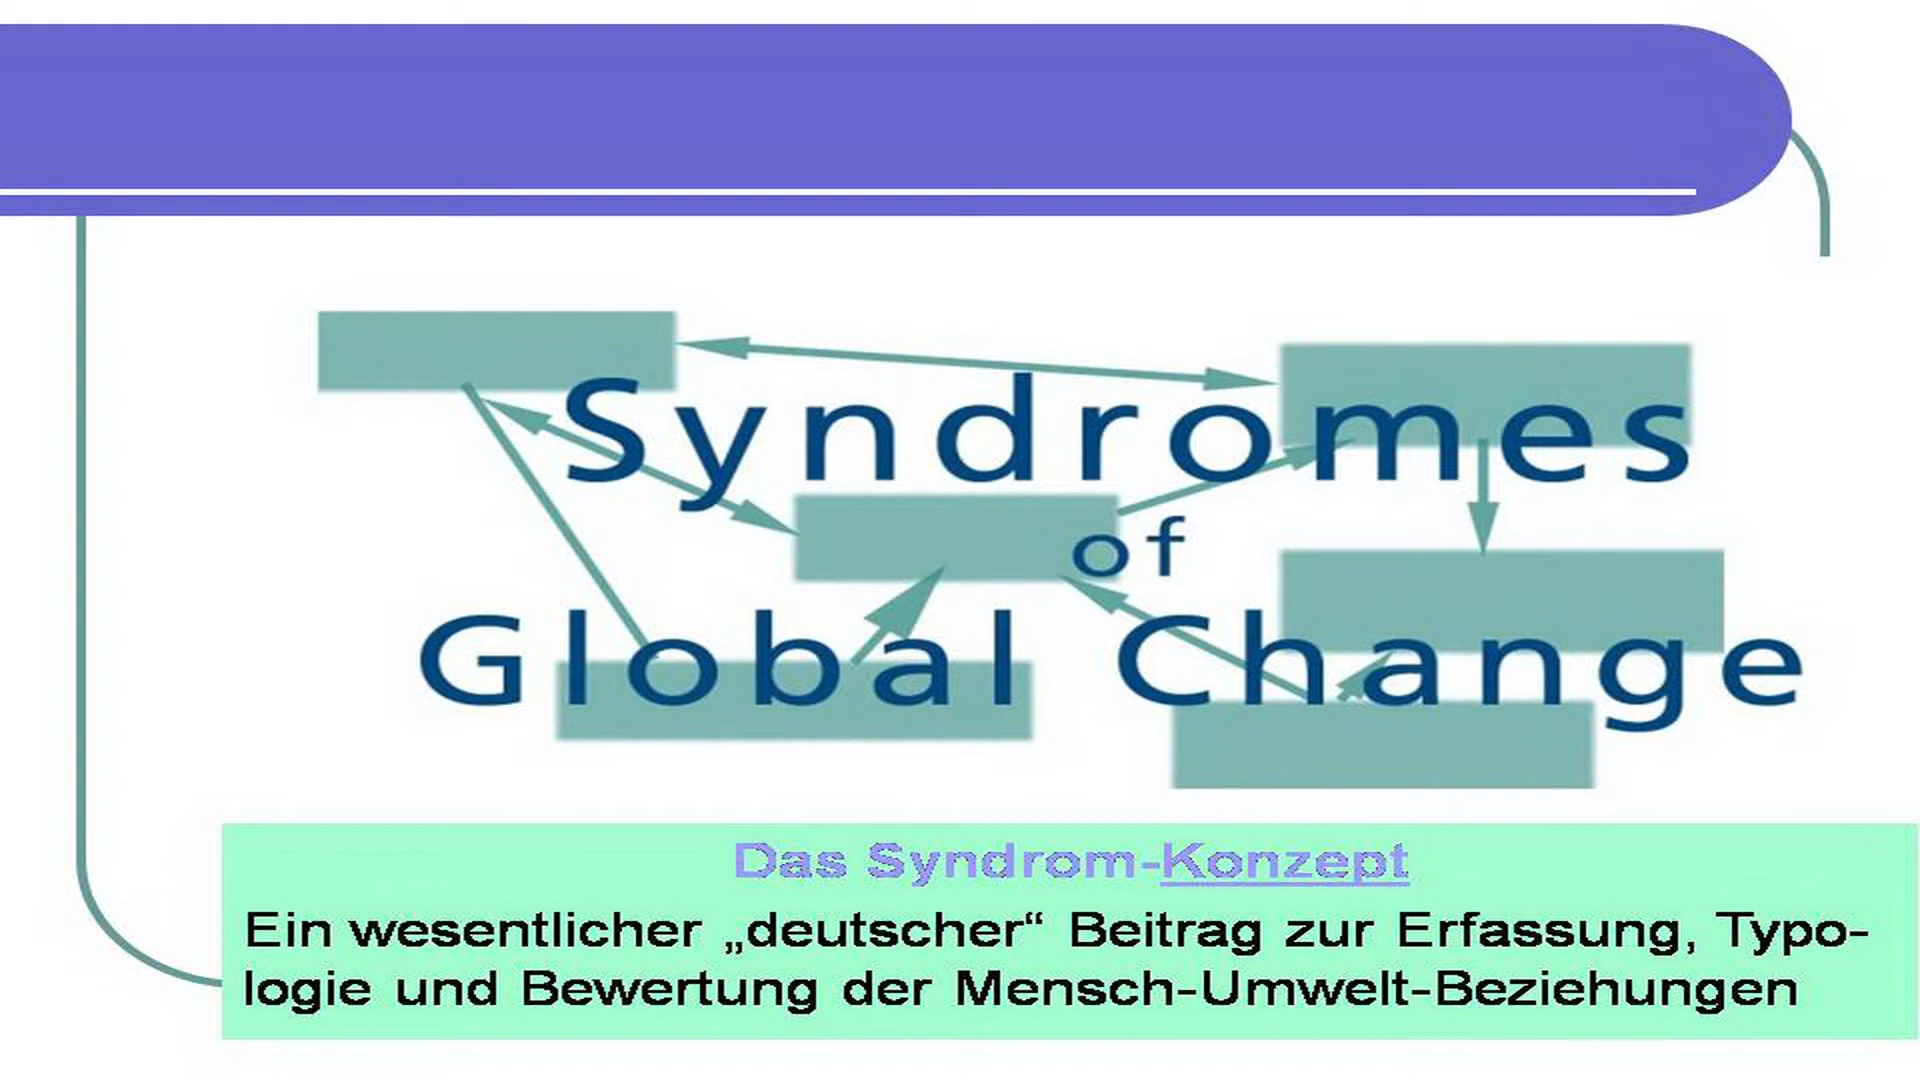 Syndromes
of
Global Change
Das Syndrom-Konzept
Ein wesentlicher „deutscher“ Beitrag zur Erfassung, Typo-
logie und Bewertung der Mensch-Umwelt-Beziehungen